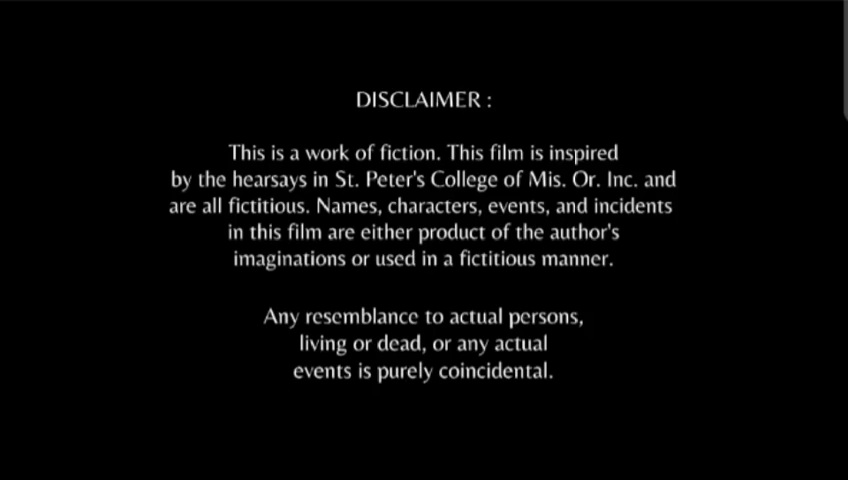 DISCLAIMER :
This is a work of fiction. This film is inspired
by the hearsays in St. Peter's College of Mis. Or. Inc. and
are all fictitious. Names, characters, events, and incidents
in this film are either product of the author's
imaginations or used in a fictitious manner.
Any resemblance to actual persons,
living or dead, or any actual
events is purely coincidental.